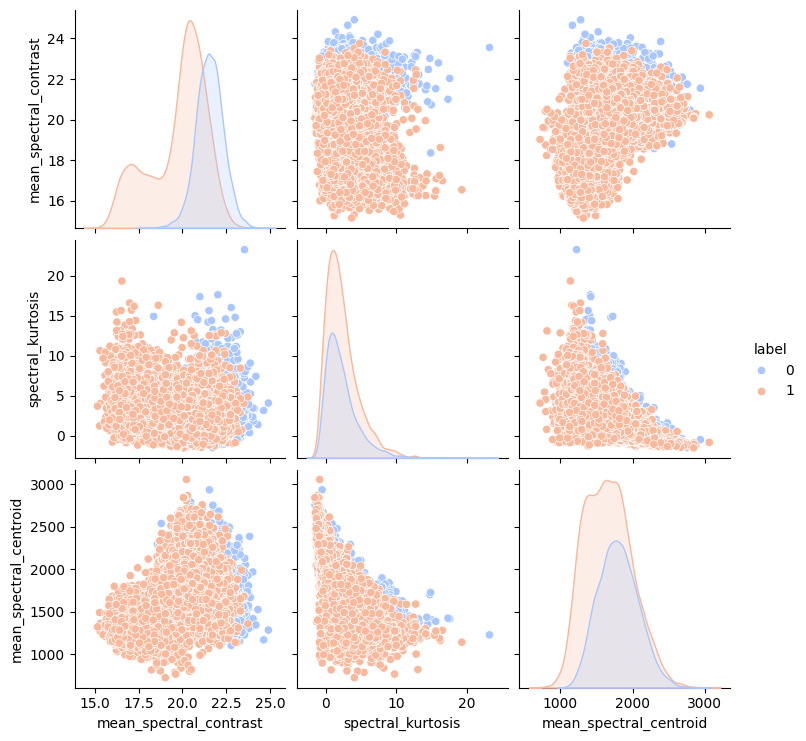 mean_spectral_contrast
24
22
20
18
16
spectral_kurtosis
20
15
10
5
0
label
0
1
mean_spectral_centroid
3000
2500
2000
1500
1000
15.0 17.5 20.0 22.5 25.0
0 10 20
1000 2000 3000
mean_spectral_contrast
spectral_kurtosis
mean_spectral_centroid